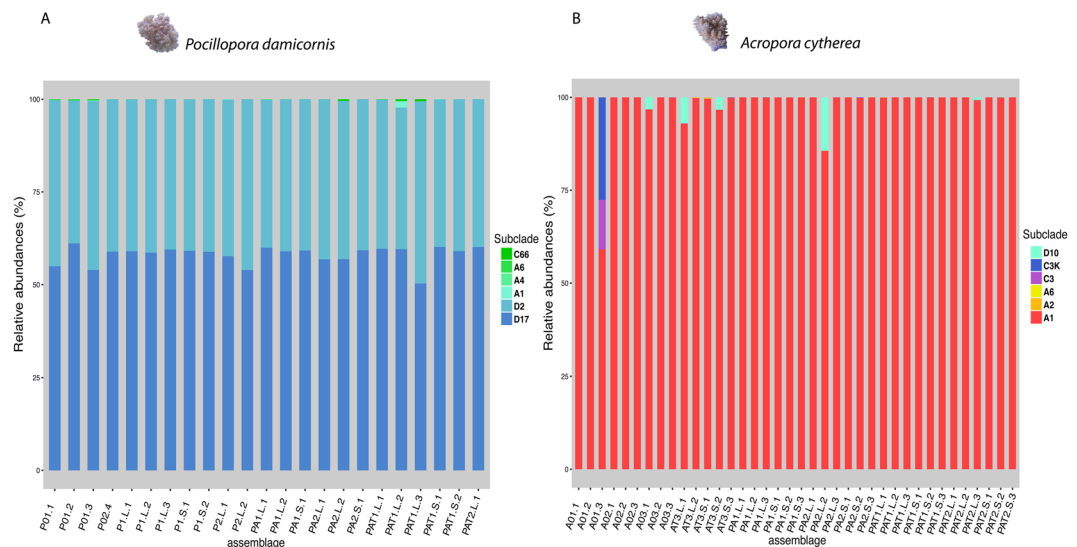 A
Pocillopora damicornis
Relative abundances (%)
100
75
50
25
0
P01.1
P01.2
P01.3
P02.4
P1.L.1
P1.L.2
P1.L.3
P1.S.1
P1.S.2
P2.L.1
P2.L.2
PA1.L.1
PA1.L.2
PA1.S.1
PA2.L.1
PA2.L.2
PA2.S.1
PAT1.L.1
PAT1.L.2
PAT1.L.3
PAT1.S.1
PAT1.S.2
PAT2.L.1
assemblage
Subclade
C66
A6
A4
A1
D2
D17
B
Acropora cytherea
Relative abundances (%)
100
75
50
25
0
A01.1
A01.2
A01.3
A02.1
A02.2
A02.3
A03.1
A03.2
A03.3
AT3.L.1
AT3.L.2
AT3.S.1
AT3.S.2
AT3.S.3
PA1.L.1
PA1.L.2
PA1.L.3
PA1.S.1
PA1.S.2
PA1.S.3
PA2.L.1
PA2.L.2
PA2.L.3
PA2.S.1
PA2.S.2
PA2.S.3
PAT1.L.1
PAT1.L.2
PAT1.L.3
PAT1.S.1
PAT1.S.2
PAT1.S.3
PAT2.L.1
PAT2.L.2
PAT2.L.3
PAT2.S.1
PAT2.S.2
PAT2.S.3
assemblage
Subclade
D10
C3K
C3
A6
A2
A1